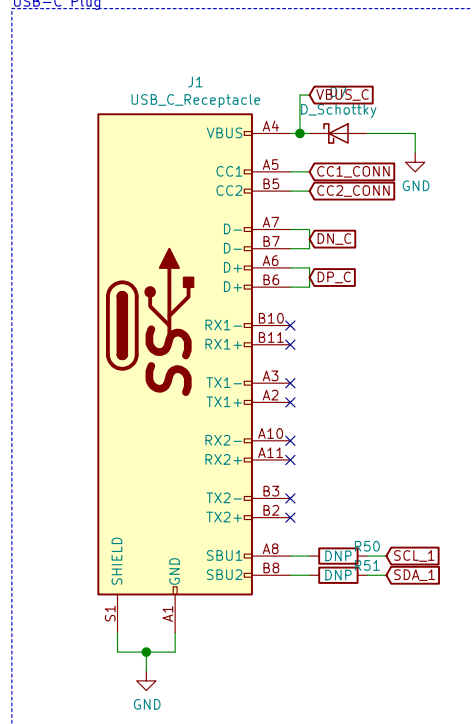 USB-C Plug
J1
USB_C_Receptacle
VBUS_C
D_Schottky
VBUS A4
GND
CC1 A5 CC1_CONN
CC2 B5 CC2_CONN
D- A7
D- B7 DN_C
D+ A6
D+ B6 DP_C
RX1- B10
RX1+ B11
SS
TX1- A3
TX1+ A2
RX2- A10
RX2+ A11
TX2- B3
TX2+ B2
SBU1 A8 DNP R50 SCL_1
SBU2 B8 DNP R51 SDA_1
SHIELD
GND
S1
A1
GND